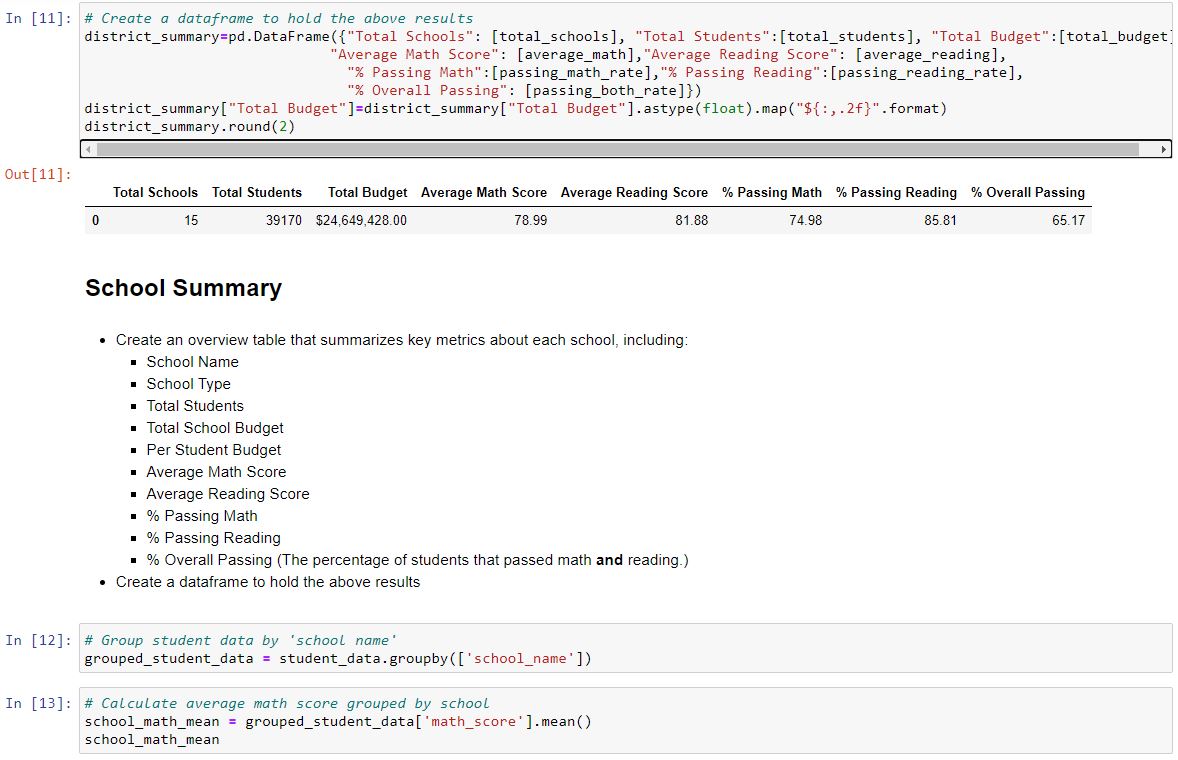 In [11]:
# Create a dataframe to hold the above results
district_summary=pd.DataFrame({"Total Schools": [total_schools], "Total Students":[total_students], "Total Budget":[total_budget]
"Average Math Score": [average_math],"Average Reading Score": [average_reading],
"% Passing Math":[passing_math_rate],"% Passing Reading":[passing_reading_rate],
"% Overall Passing": [passing_both_rate]})
district_summary["Total Budget"]=district_summary["Total Budget"].astype(float).map("${:,.2f}".format)
district_summary.round(2)
Out[11]:
Total Schools Total Students Total Budget Average Math Score Average Reading Score % Passing Math % Passing Reading % Overall Passing
0 15 39170 $24,649,428.00 78.99 81.88 74.98 85.81 65.17
School Summary
• Create an overview table that summarizes key metrics about each school, including:
▪ School Name
▪ School Type
▪ Total Students
▪ Total School Budget
▪ Per Student Budget
▪ Average Math Score
▪ Average Reading Score
▪ % Passing Math
▪ % Passing Reading
▪ % Overall Passing (The percentage of students that passed math and reading.)
• Create a dataframe to hold the above results
In [12]:
# Group student data by 'school name'
grouped_student_data = student_data.groupby(['school_name'])
In [13]:
# Calculate average math score grouped by school
school_math_mean = grouped_student_data['math_score'].mean()
school_math_mean